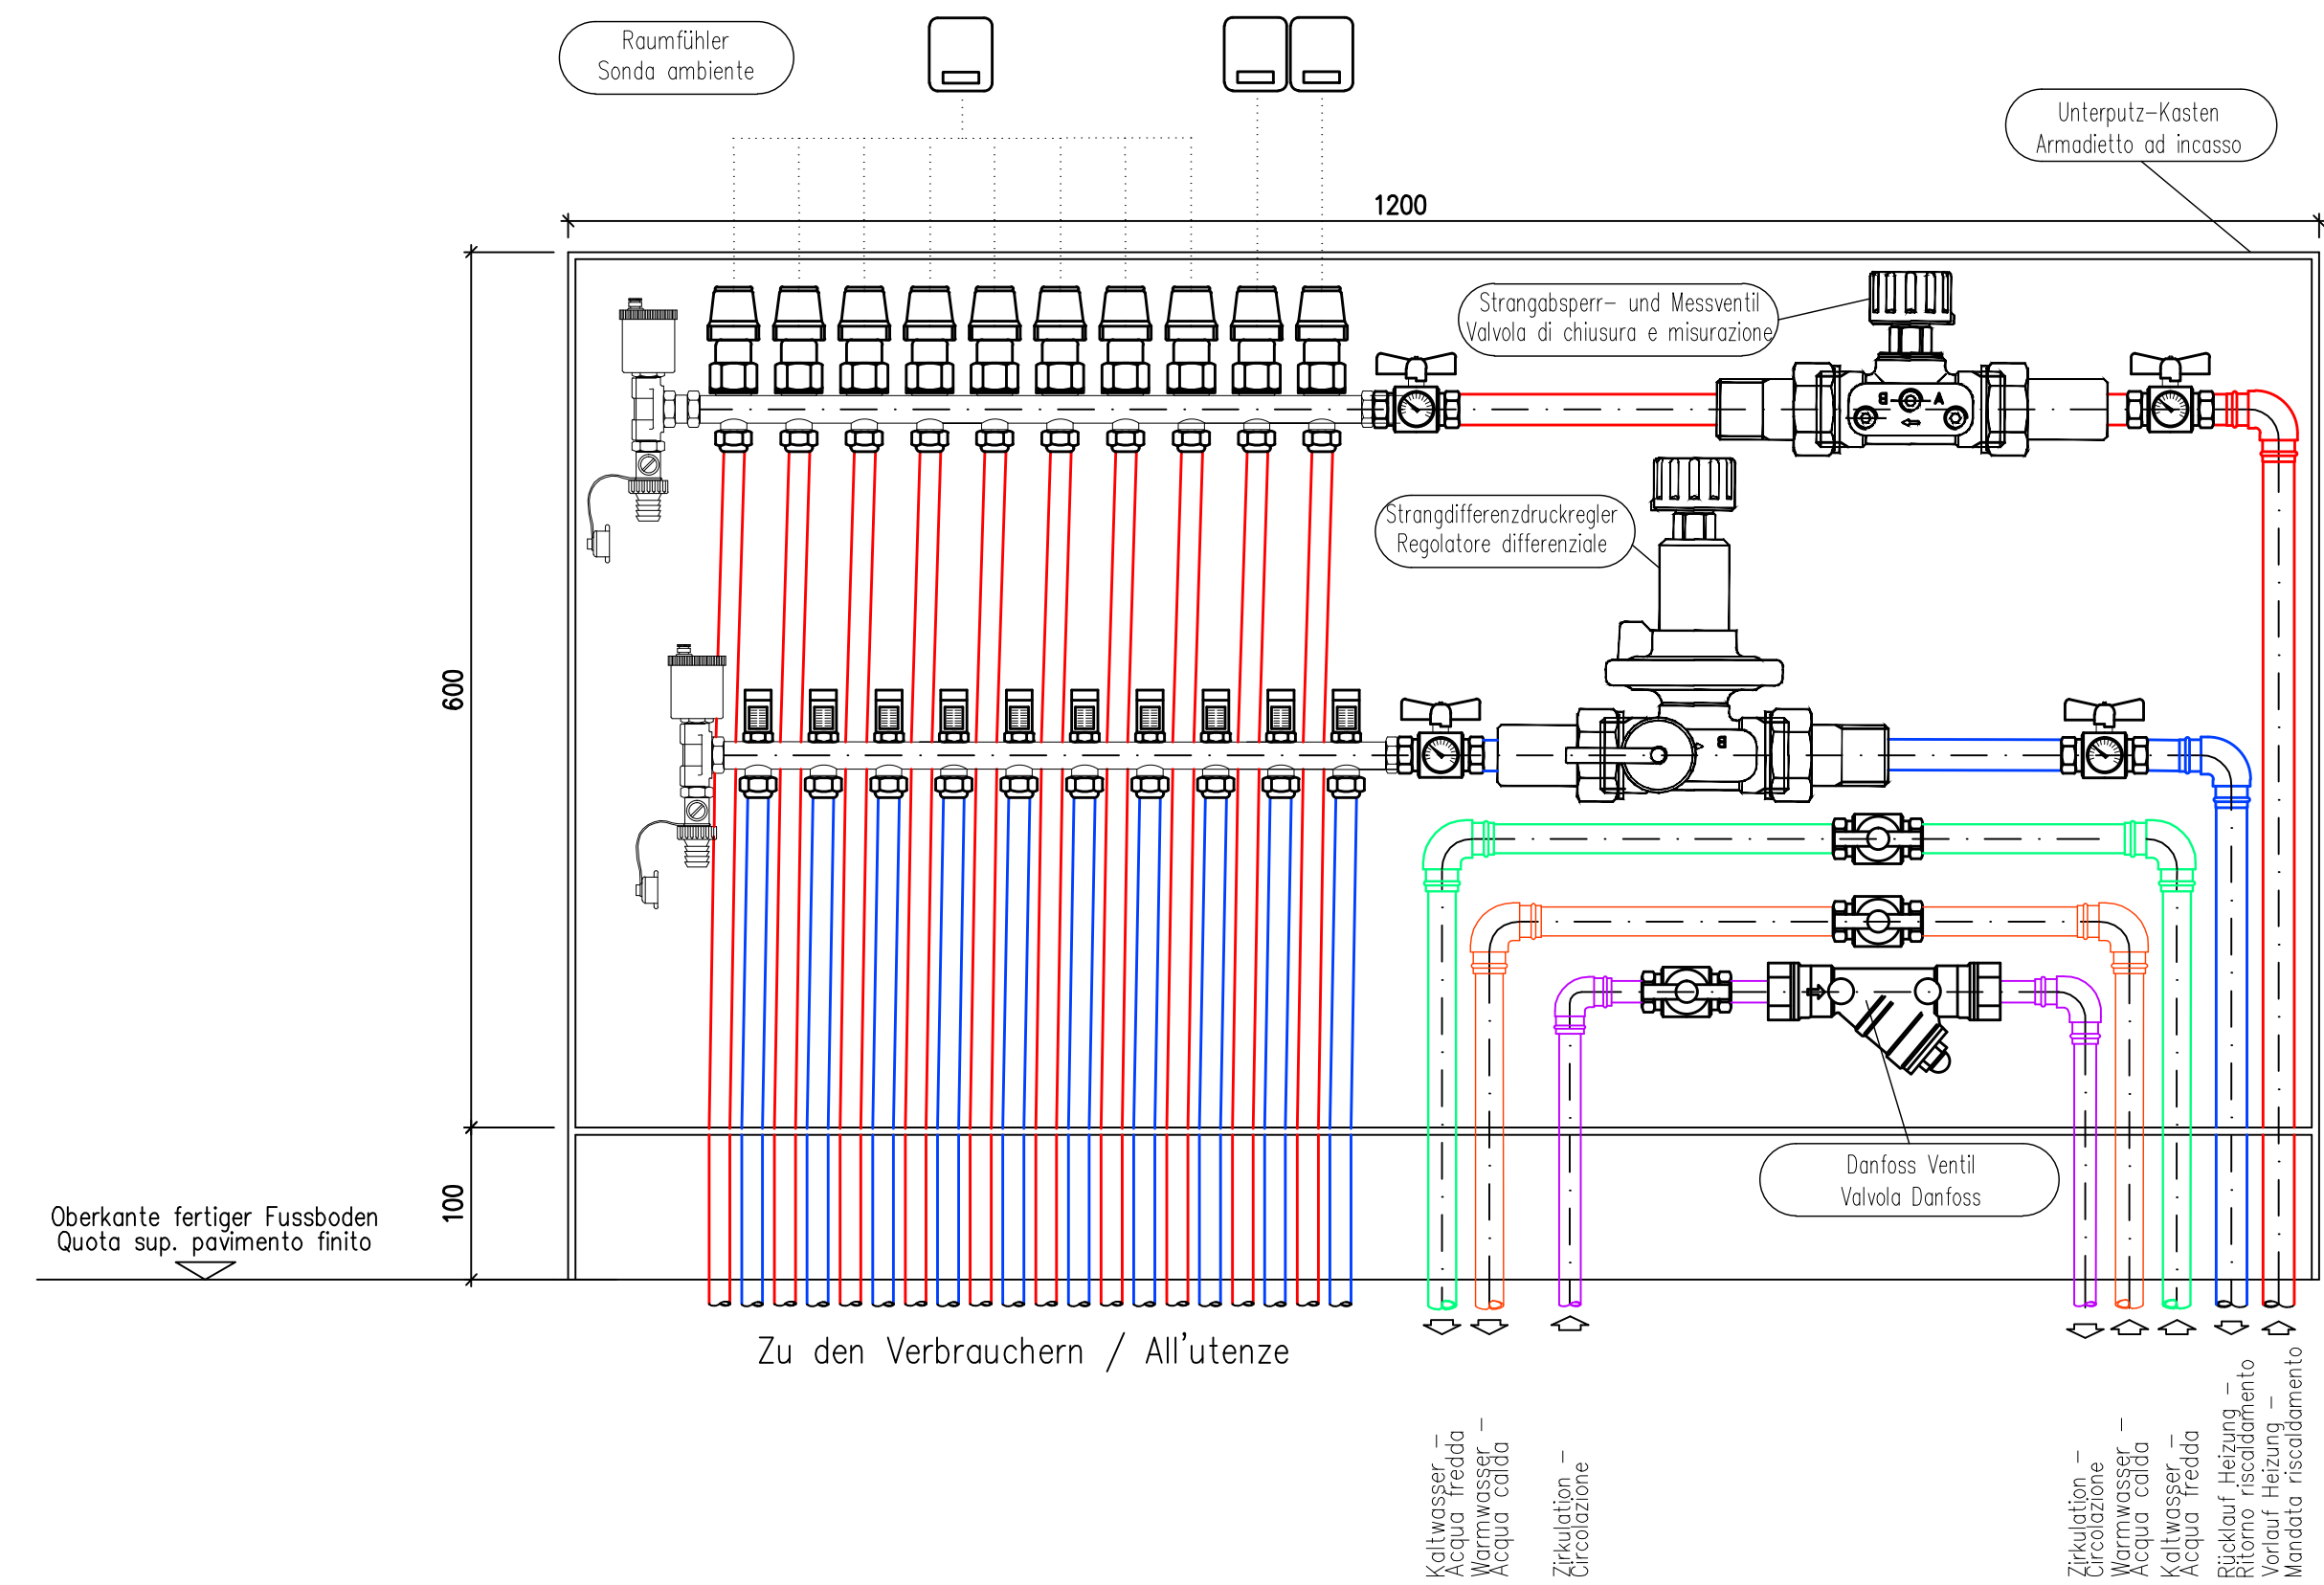 Raumfühler
Sonda ambiente
Unterputz-Kasten
Armadietto ad incasso
1200
Strangabsperr- und Messventil
Valvola di chiusura e misurazione
B
A
Strangdifferenzdruckregler
Regolatore differenziale
600
B
Danfoss Ventil
Valvola Danfoss
100
Oberkante fertiger Fussboden
Quota sup. pavimento finito
Zu den Verbrauchern / All'utenze
Kaltwasser -
Acqua fredda
Warmwasser -
Acqua calda
Zirkulation -
Circolazione
Zirkulation -
Circolazione
Warmwasser -
Acqua calda
Kaltwasser -
Acqua fredda
Rücklauf Heizung -
Ritorno riscaldamento
Vorlauf Heizung -
Mandata riscaldamento